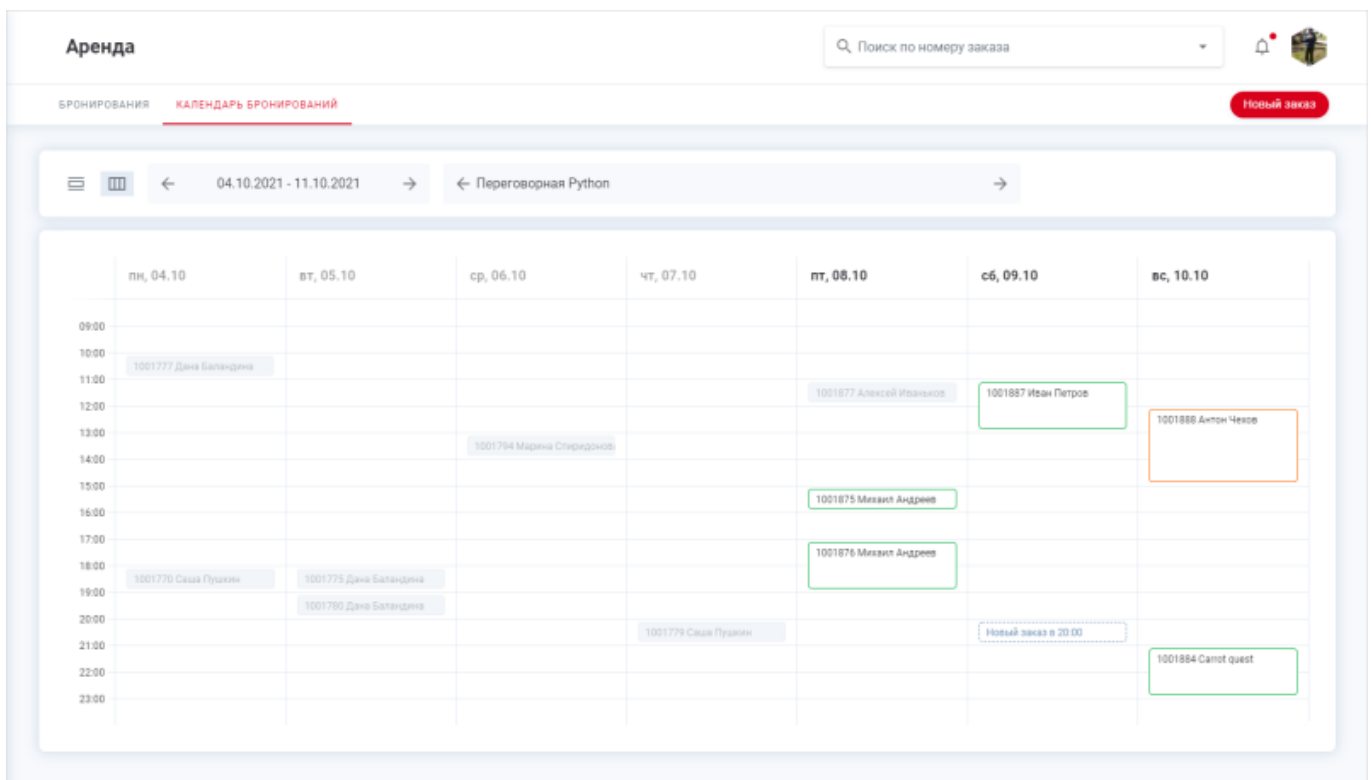 Аренда
Поиск по номеру заказа
БРОНИРОВАНИЯ
КАЛЕНДАРЬ БРОНИРОВАНИЙ
Новый заказ
04.10.2021 - 11.10.2021
Переговорная Python
пн, 04.10
вт, 05.10
ср, 06.10
чт, 07.10
пт, 08.10
сб, 09.10
вс, 10.10
09:00
10:00
1001777 Дана Баландина
11:00
1001877 Алексей Иваньков
1001887 Иван Петров
12:00
1001888 Антон Чехов
13:00
1001794 Марина Спиридонов
14:00
15:00
1001875 Михаил Андреев
16:00
17:00
1001876 Михаил Андреев
18:00
1001770 Саша Пушкин
1001775 Дана Баландина
19:00
1001780 Дана Баландина
20:00
1001779 Саша Пушкин
Новый заказ в 20:00
21:00
1001884 Carrot quest
22:00
23:00